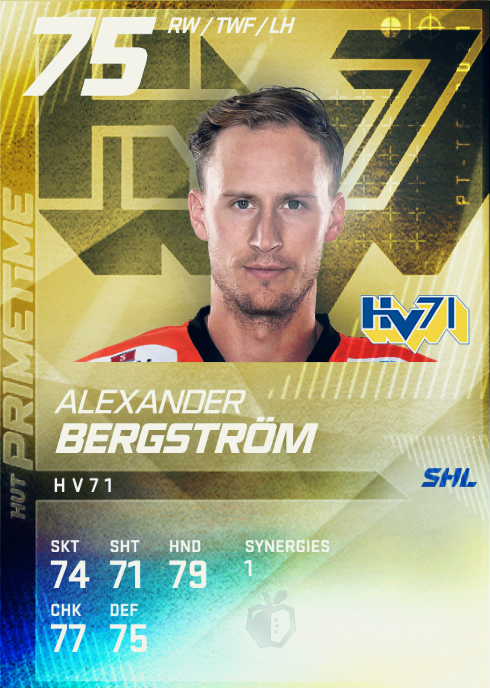 75
RW / TWF / LH
HV71
HUT PRIMETIME
ALEXANDER
BERGSTRÖM
HV71
SHL
SKT SHT HND SYNERGIES
74 71 79 1
CHK DEF
77 75